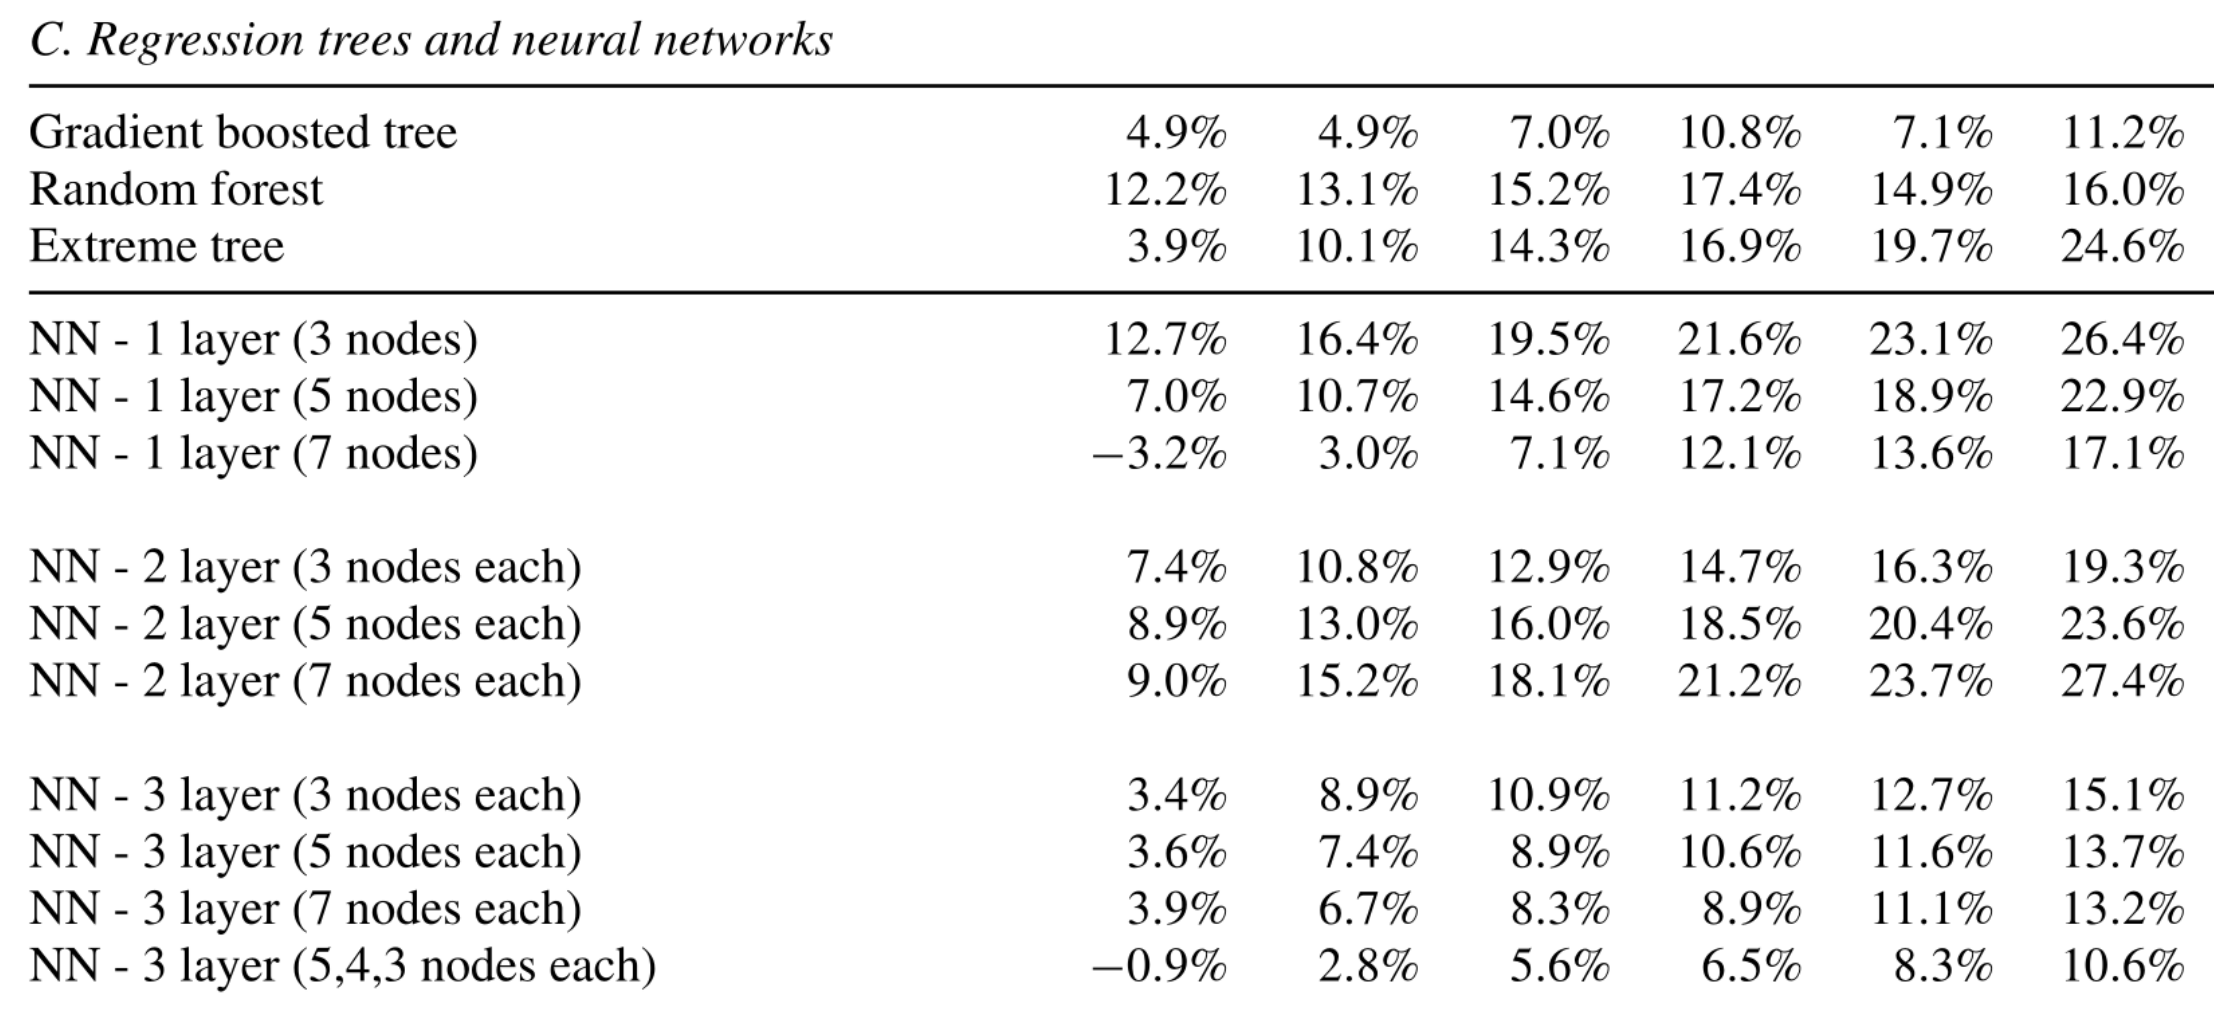 C. Regression trees and neural networks
Gradient boosted tree 4.9% 4.9% 7.0% 10.8% 7.1% 11.2%
Random forest 12.2% 13.1% 15.2% 17.4% 14.9% 16.0%
Extreme tree 3.9% 10.1% 14.3% 16.9% 19.7% 24.6%
NN - 1 layer (3 nodes) 12.7% 16.4% 19.5% 21.6% 23.1% 26.4%
NN - 1 layer (5 nodes) 7.0% 10.7% 14.6% 17.2% 18.9% 22.9%
NN - 1 layer (7 nodes) −3.2% 3.0% 7.1% 12.1% 13.6% 17.1%
NN - 2 layer (3 nodes each) 7.4% 10.8% 12.9% 14.7% 16.3% 19.3%
NN - 2 layer (5 nodes each) 8.9% 13.0% 16.0% 18.5% 20.4% 23.6%
NN - 2 layer (7 nodes each) 9.0% 15.2% 18.1% 21.2% 23.7% 27.4%
NN - 3 layer (3 nodes each) 3.4% 8.9% 10.9% 11.2% 12.7% 15.1%
NN - 3 layer (5 nodes each) 3.6% 7.4% 8.9% 10.6% 11.6% 13.7%
NN - 3 layer (7 nodes each) 3.9% 6.7% 8.3% 8.9% 11.1% 13.2%
NN - 3 layer (5,4,3 nodes each) −0.9% 2.8% 5.6% 6.5% 8.3% 10.6%